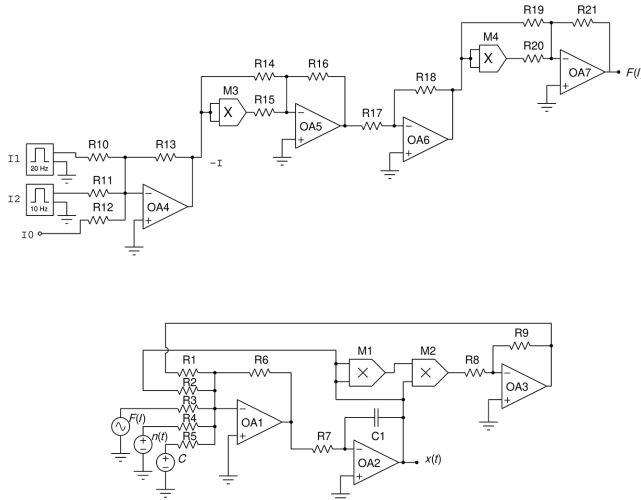 R19 R21
M4
R14 R16 R18 R20
X OA7 F(I)
M3
R15 R17
X OA5 OA6
R10 R13
I1 20 Hz -I
R11
I2 10 Hz R12 OA4
I0
R9
R1 R6 M1 M2 R8
R2 × × OA3
R3
F(I) R4 OA1
n(t) R5 R7 C1
C OA2 x(t)